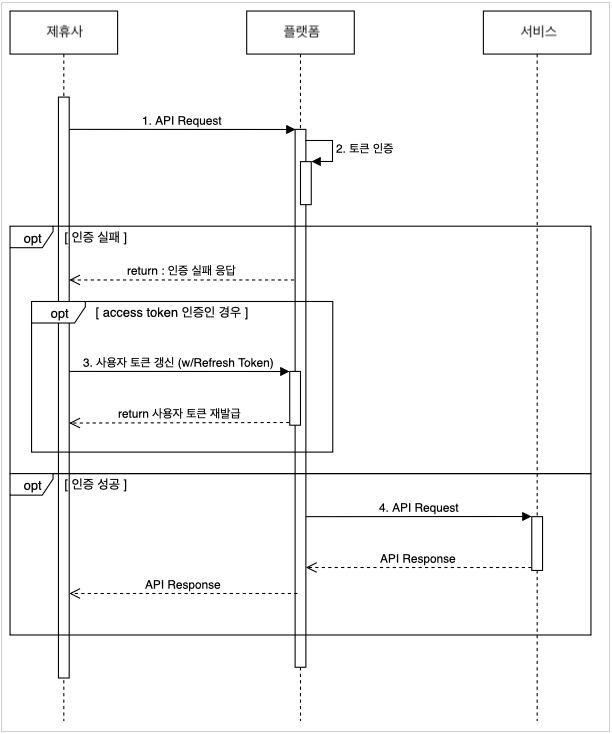 제휴사
플랫폼
서비스
1. API Request
2. 토큰 인증
opt
[ 인증 실패 ]
return : 인증 실패 응답
opt
[ access token 인증인 경우 ]
3. 사용자 토큰 갱신 (w/Refresh Token)
return 사용자 토큰 재발급
opt
[ 인증 성공 ]
4. API Request
API Response
API Response